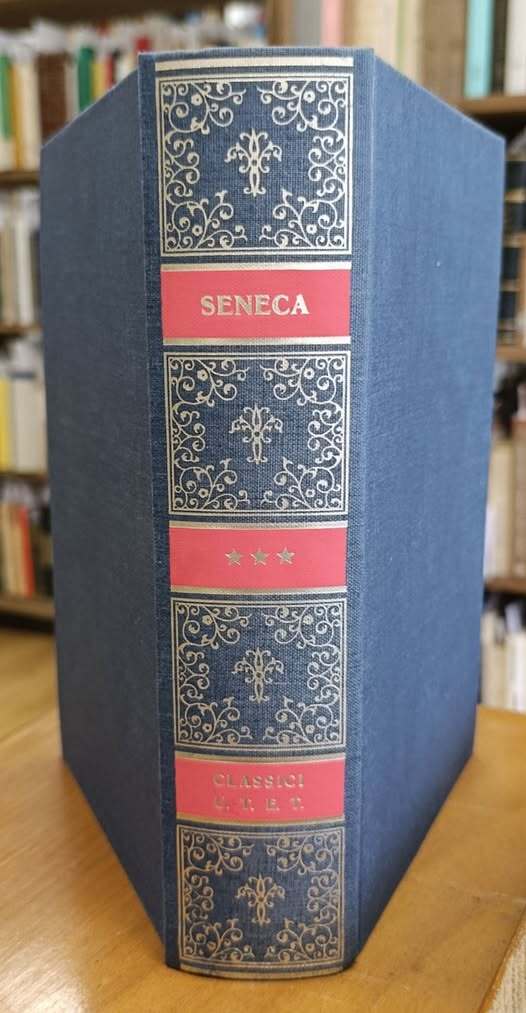 SENECA
★★★
CLASSICI
U. T. E. T.